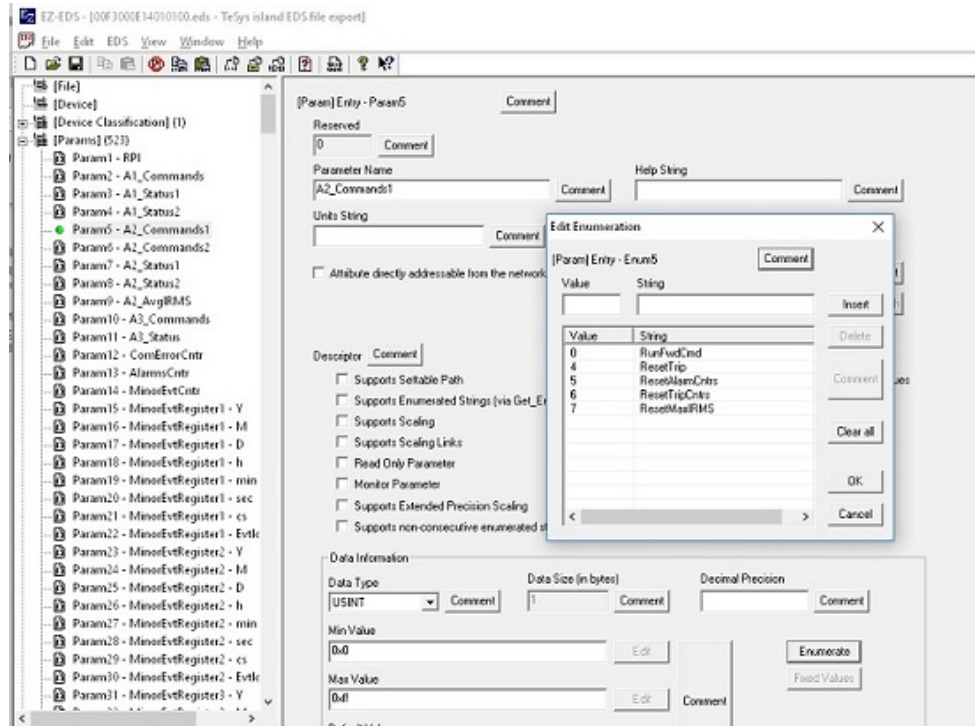 EZ-EDS - [00F3000E14010100.eds - TeSys island EDS file export]
File Edit EDS View Window Help
[File]
[Device]
[Device Classification] (1)
[Params] (523)
Param1 - RPI
Param2 - A1_Commands
Param3 - A1_Status1
Param4 - A1_Status2
Param5 - A2_Commands1
Param6 - A2_Commands2
Param7 - A2_Status1
Param8 - A2_Status2
Param9 - A2_AvgIRMS
Param10 - A3_Commands
Param11 - A3_Status
Param12 - ComErrorCntr
Param13 - AlarmsCntr
Param14 - MinorEvtCntr
Param15 - MinorEvtRegister1 - Y
Param16 - MinorEvtRegister1 - M
Param17 - MinorEvtRegister1 - D
Param18 - MinorEvtRegister1 - h
Param19 - MinorEvtRegister1 - min
Param20 - MinorEvtRegister1 - sec
Param21 - MinorEvtRegister1 - cs
Param22 - MinorEvtRegister1 - EvtIc
Param23 - MinorEvtRegister2 - Y
Param24 - MinorEvtRegister2 - M
Param25 - MinorEvtRegister2 - D
Param26 - MinorEvtRegister2 - h
Param27 - MinorEvtRegister2 - min
Param28 - MinorEvtRegister2 - sec
Param29 - MinorEvtRegister2 - cs
Param30 - MinorEvtRegister2 - EvtIc
Param31 - MinorEvtRegister3 - Y
[Param] Entry - Param5 Comment
Reserved
0 Comment
Parameter Name Help String
A2_Commands1 Comment Comment
Units String
Comment
Attribute directly addressable from the network
Descriptor Comment
Supports Settable Path
Supports Enumerated Strings (via Get_E
Supports Scaling
Supports Scaling Links
Read Only Parameter
Monitor Parameter
Supports Extended Precision Scaling
Supports non-consecutive enumerated st
Edit Enumeration
[Param] Entry - Enum5 Comment
Value String
Insert
Value String Delete
0 RunFwdCmd
4 ResetTrip
5 ResetAlarmCntrs Comment
6 ResetTripCntrs
7 ResetMaxIRMS
Clear all
OK
Cancel
Data Information
Data Type Data Size (in bytes) Decimal Precision
USINT Comment 1 Comment Comment
Min Value
0x0 Edit Enumerate
Max Value Fixed Values
0xff Edit Comment